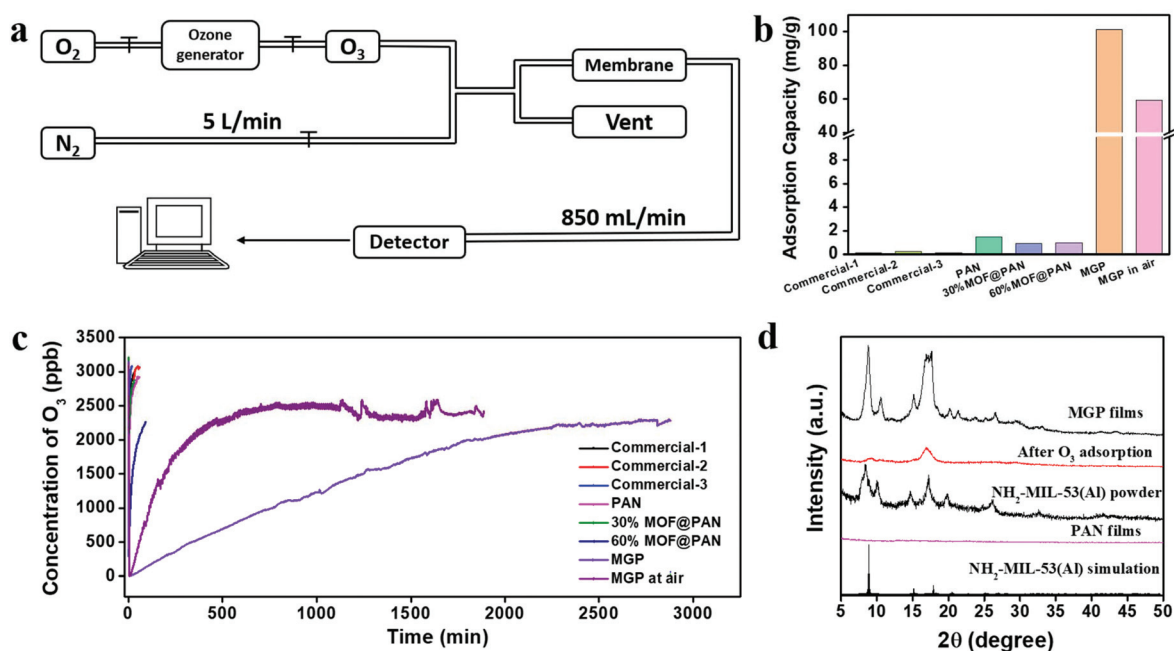 a
O₂
Ozone
generator
O₃
N₂
5 L/min
Membrane
Vent
850 mL/min
Detector
b
Adsorption Capacity (mg/g)
100
80
60
40
8
6
4
2
0
Commercial-1
Commercial-2
Commercial-3
PAN
30%MOF@PAN
60%MOF@PAN
MGP
MGP in air
c
Concentration of O₃ (ppb)
3500
3000
2500
2000
1500
1000
500
0
Commercial-1
Commercial-2
Commercial-3
PAN
30% MOF@PAN
60% MOF@PAN
MGP
MGP at air
0 500 1000 1500 2000 2500 3000
Time (min)
d
Intensity (a.u.)
MGP films
After O₃ adsorption
NH₂-MIL-53(Al) powder
PAN films
NH₂-MIL-53(Al) simulation
5 10 15 20 25 30 35 40 45 50
2θ (degree)